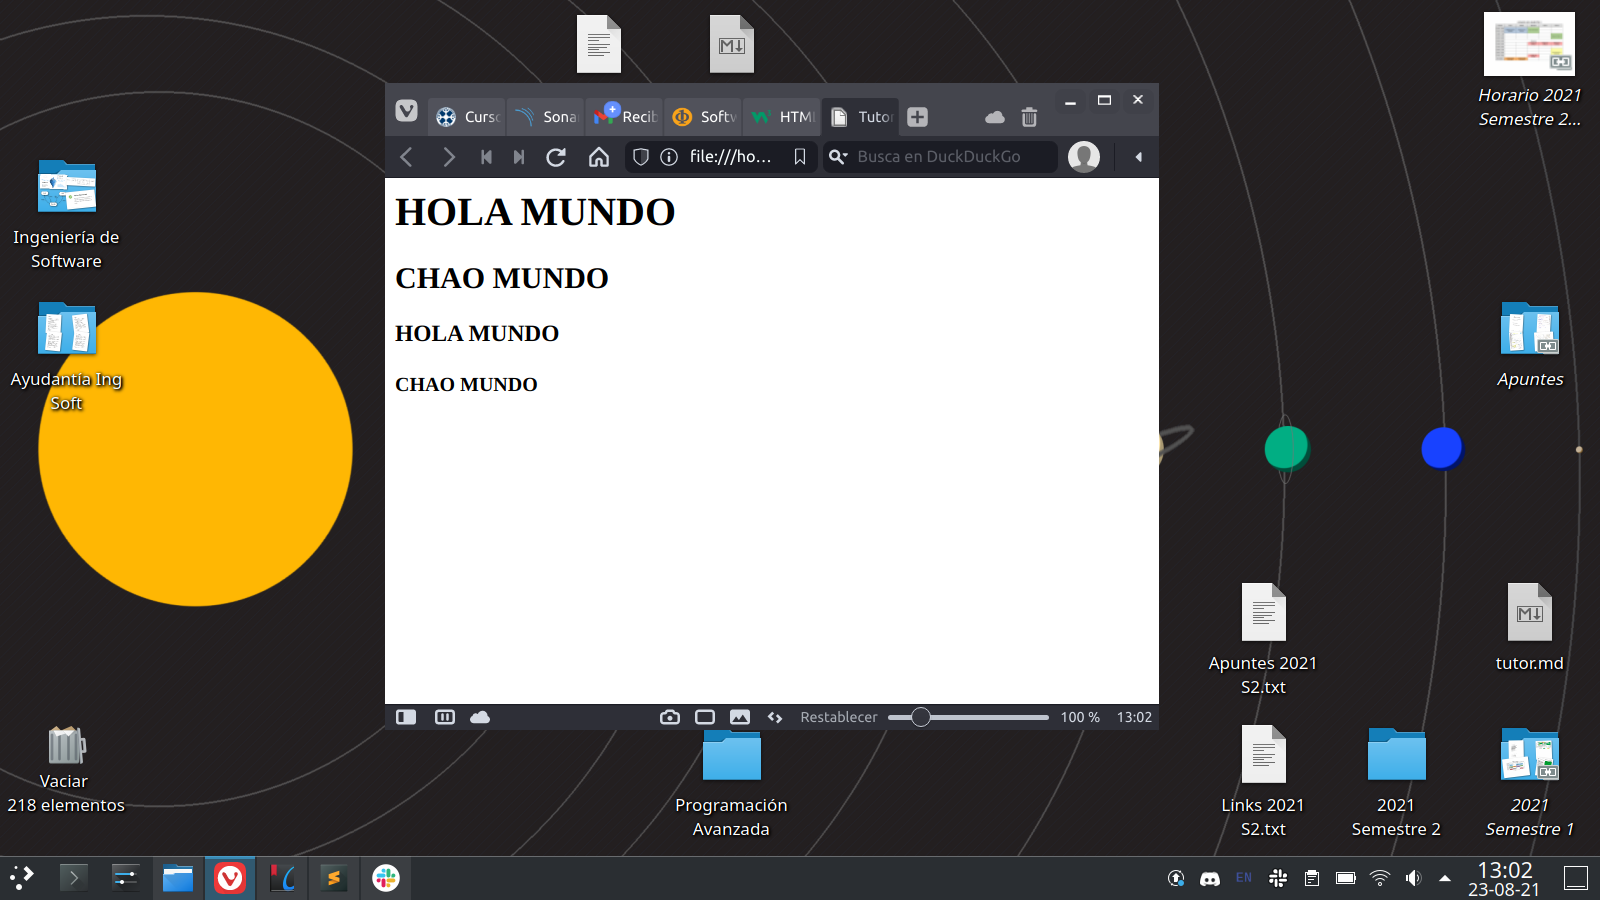 Horario 2021
Semestre 2...
Curso
Sona
Recib
Softw
HTML
Tutor
file:///ho...
Busca en DuckDuckGo
HOLA MUNDO
CHAO MUNDO
HOLA MUNDO
CHAO MUNDO
Restablecer
100 %
13:02
Ingeniería de
Software
Ayudantía Ing
Soft
Apuntes
Apuntes 2021
S2.txt
tutor.md
Vaciar
218 elementos
Programación
Avanzada
Links 2021
S2.txt
2021
Semestre 2
2021
Semestre 1
EN
13:02
23-08-21